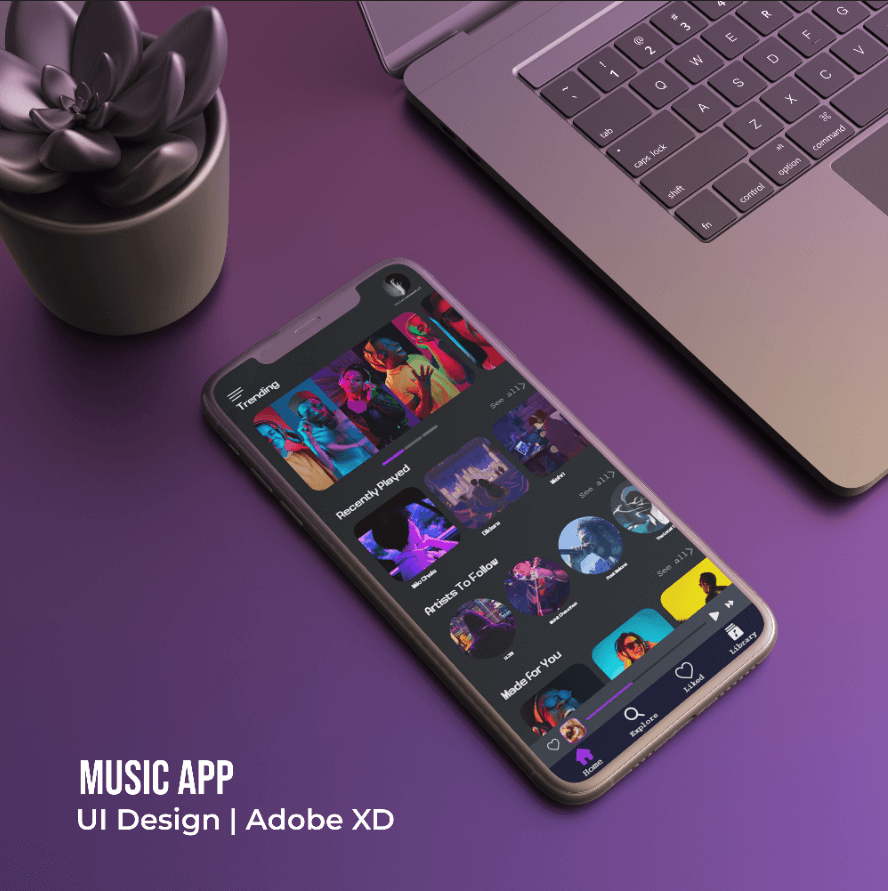 ~
!
1
@
2
#
3
$
4
Q
W
E
R
tab
A
S
D
F
G
caps lock
Z
X
C
V
shift
fn
control
alt
option
⌘
command
Trending
See all>
Recently Played
See all>
Artists To Follow
See all>
Made For You
Home
Explore
Liked
Library
MUSIC APP
UI Design | Adobe XD